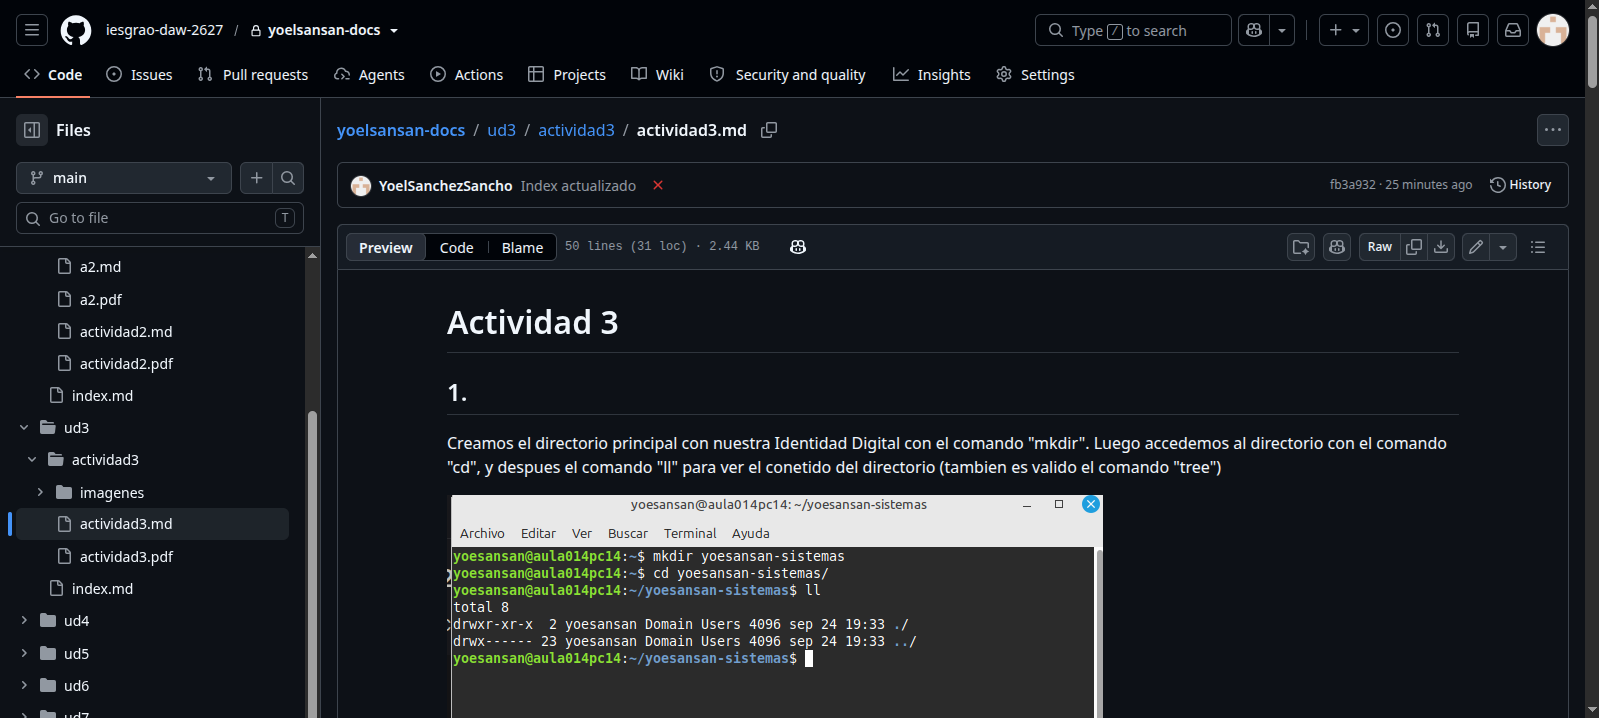 iesgrao-daw-2627 / yoelsansan-docs
Type / to search
Code Issues Pull requests Agents Actions Projects Wiki Security and quality Insights Settings
Files
main
Go to file T
a2.md
a2.pdf
actividad2.md
actividad2.pdf
index.md
ud3
actividad3
imagenes
actividad3.md
actividad3.pdf
index.md
ud4
ud5
ud6
ud7
yoelsansan-docs / ud3 / actividad3 / actividad3.md
YoelSanchezSancho Index actualizado
fb3a932 · 25 minutes ago History
Preview Code Blame 50 lines (31 loc) · 2.44 KB
Raw
Actividad 3
1.
Creamos el directorio principal con nuestra Identidad Digital con el comando "mkdir". Luego accedemos al directorio con el comando
"cd", y despues el comando "ll" para ver el conetido del directorio (tambien es valido el comando "tree")
yoesansan@aula014pc14: ~/yoesansan-sistemas
Archivo Editar Ver Buscar Terminal Ayuda
yoesansan@aula014pc14:~$ mkdir yoesansan-sistemas
yoesansan@aula014pc14:~$ cd yoesansan-sistemas/
yoesansan@aula014pc14:~/yoesansan-sistemas$ ll
total 8
drwxr-xr-x  2 yoesansan Domain Users 4096 sep 24 19:33 ./
drwx------ 23 yoesansan Domain Users 4096 sep 24 19:33 ../
yoesansan@aula014pc14:~/yoesansan-sistemas$